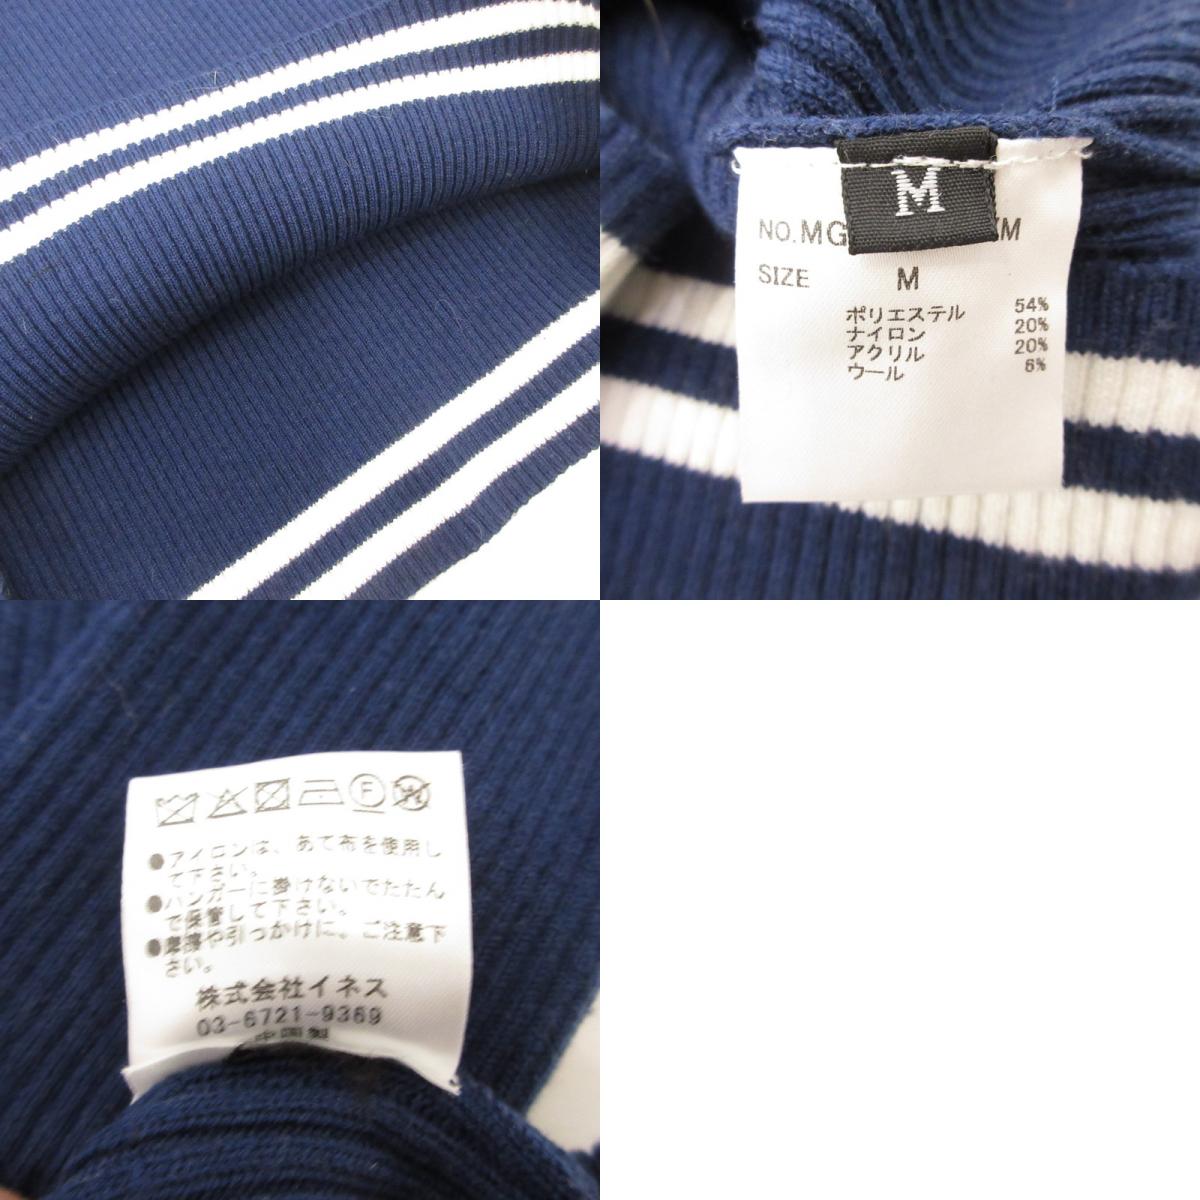 M
NO.MG
M
SIZE M
ポリエステル 54%
ナイロン 20%
アクリル 20%
ウール 6%
F
W
●アイロンは、あて布を使用し
て下さい。
●ハンガーに掛けないでたたん
で保管して下さい。
●摩擦や引っかけに。ご注意下
さい。
株式会社イネス
03-6721-9369
中国製